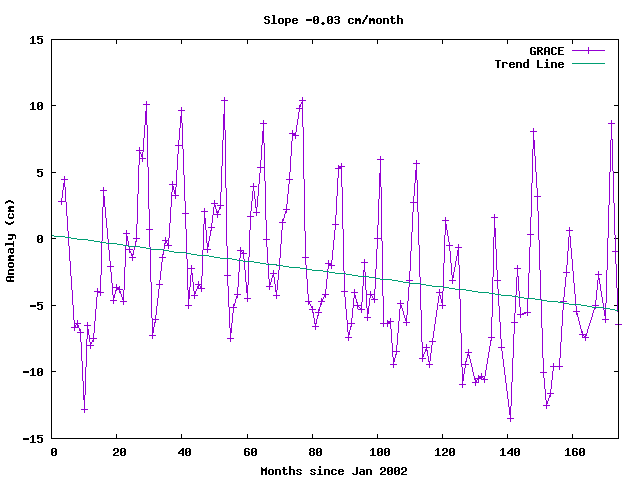 Slope -0.03 cm/month
GRACE
Trend Line
15
10
5
0
-5
-10
-15
Anomaly (cm)
0 20 40 60 80 100 120 140 160
Months since Jan 2002